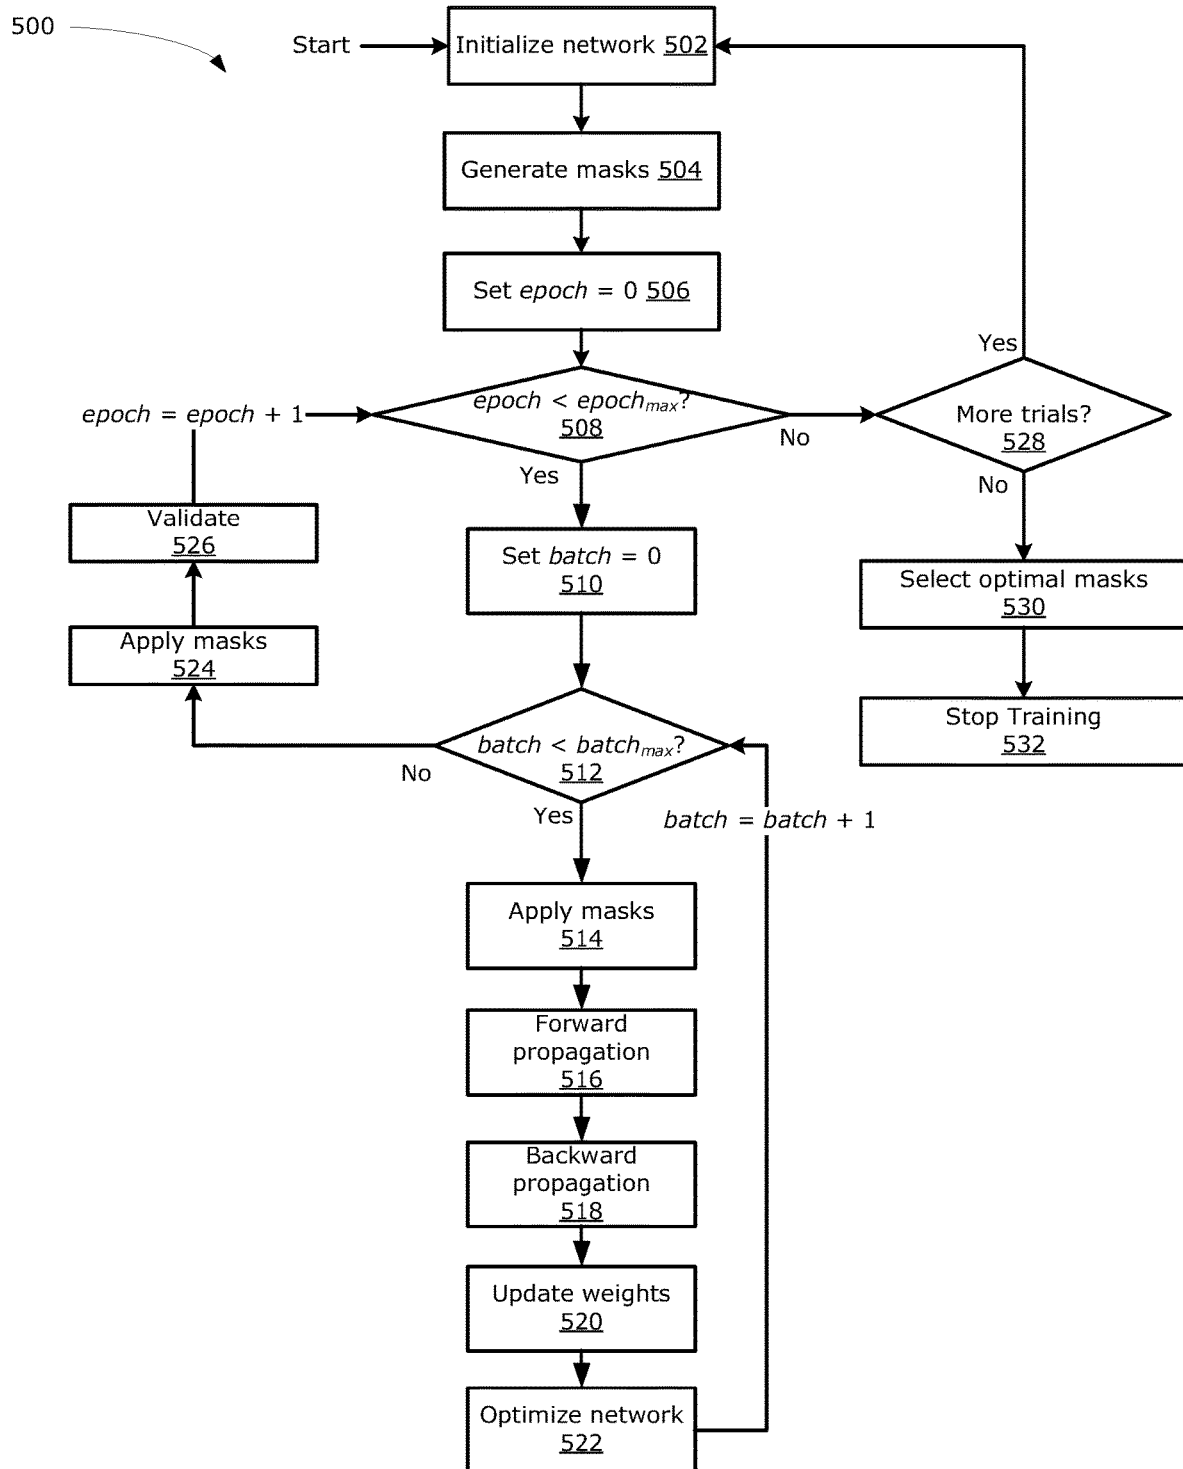 500
Start
Initialize network 502
Generate masks 504
Set epoch = 0 506
epoch < epochmax?
508
Yes
No
epoch = epoch + 1
Validate
526
Apply masks
524
Set batch = 0
510
batch < batchmax?
512
No
Yes
batch = batch + 1
Apply masks
514
Forward
propagation
516
Backward
propagation
518
Update weights
520
Optimize network
522
Yes
More trials?
528
No
Select optimal masks
530
Stop Training
532